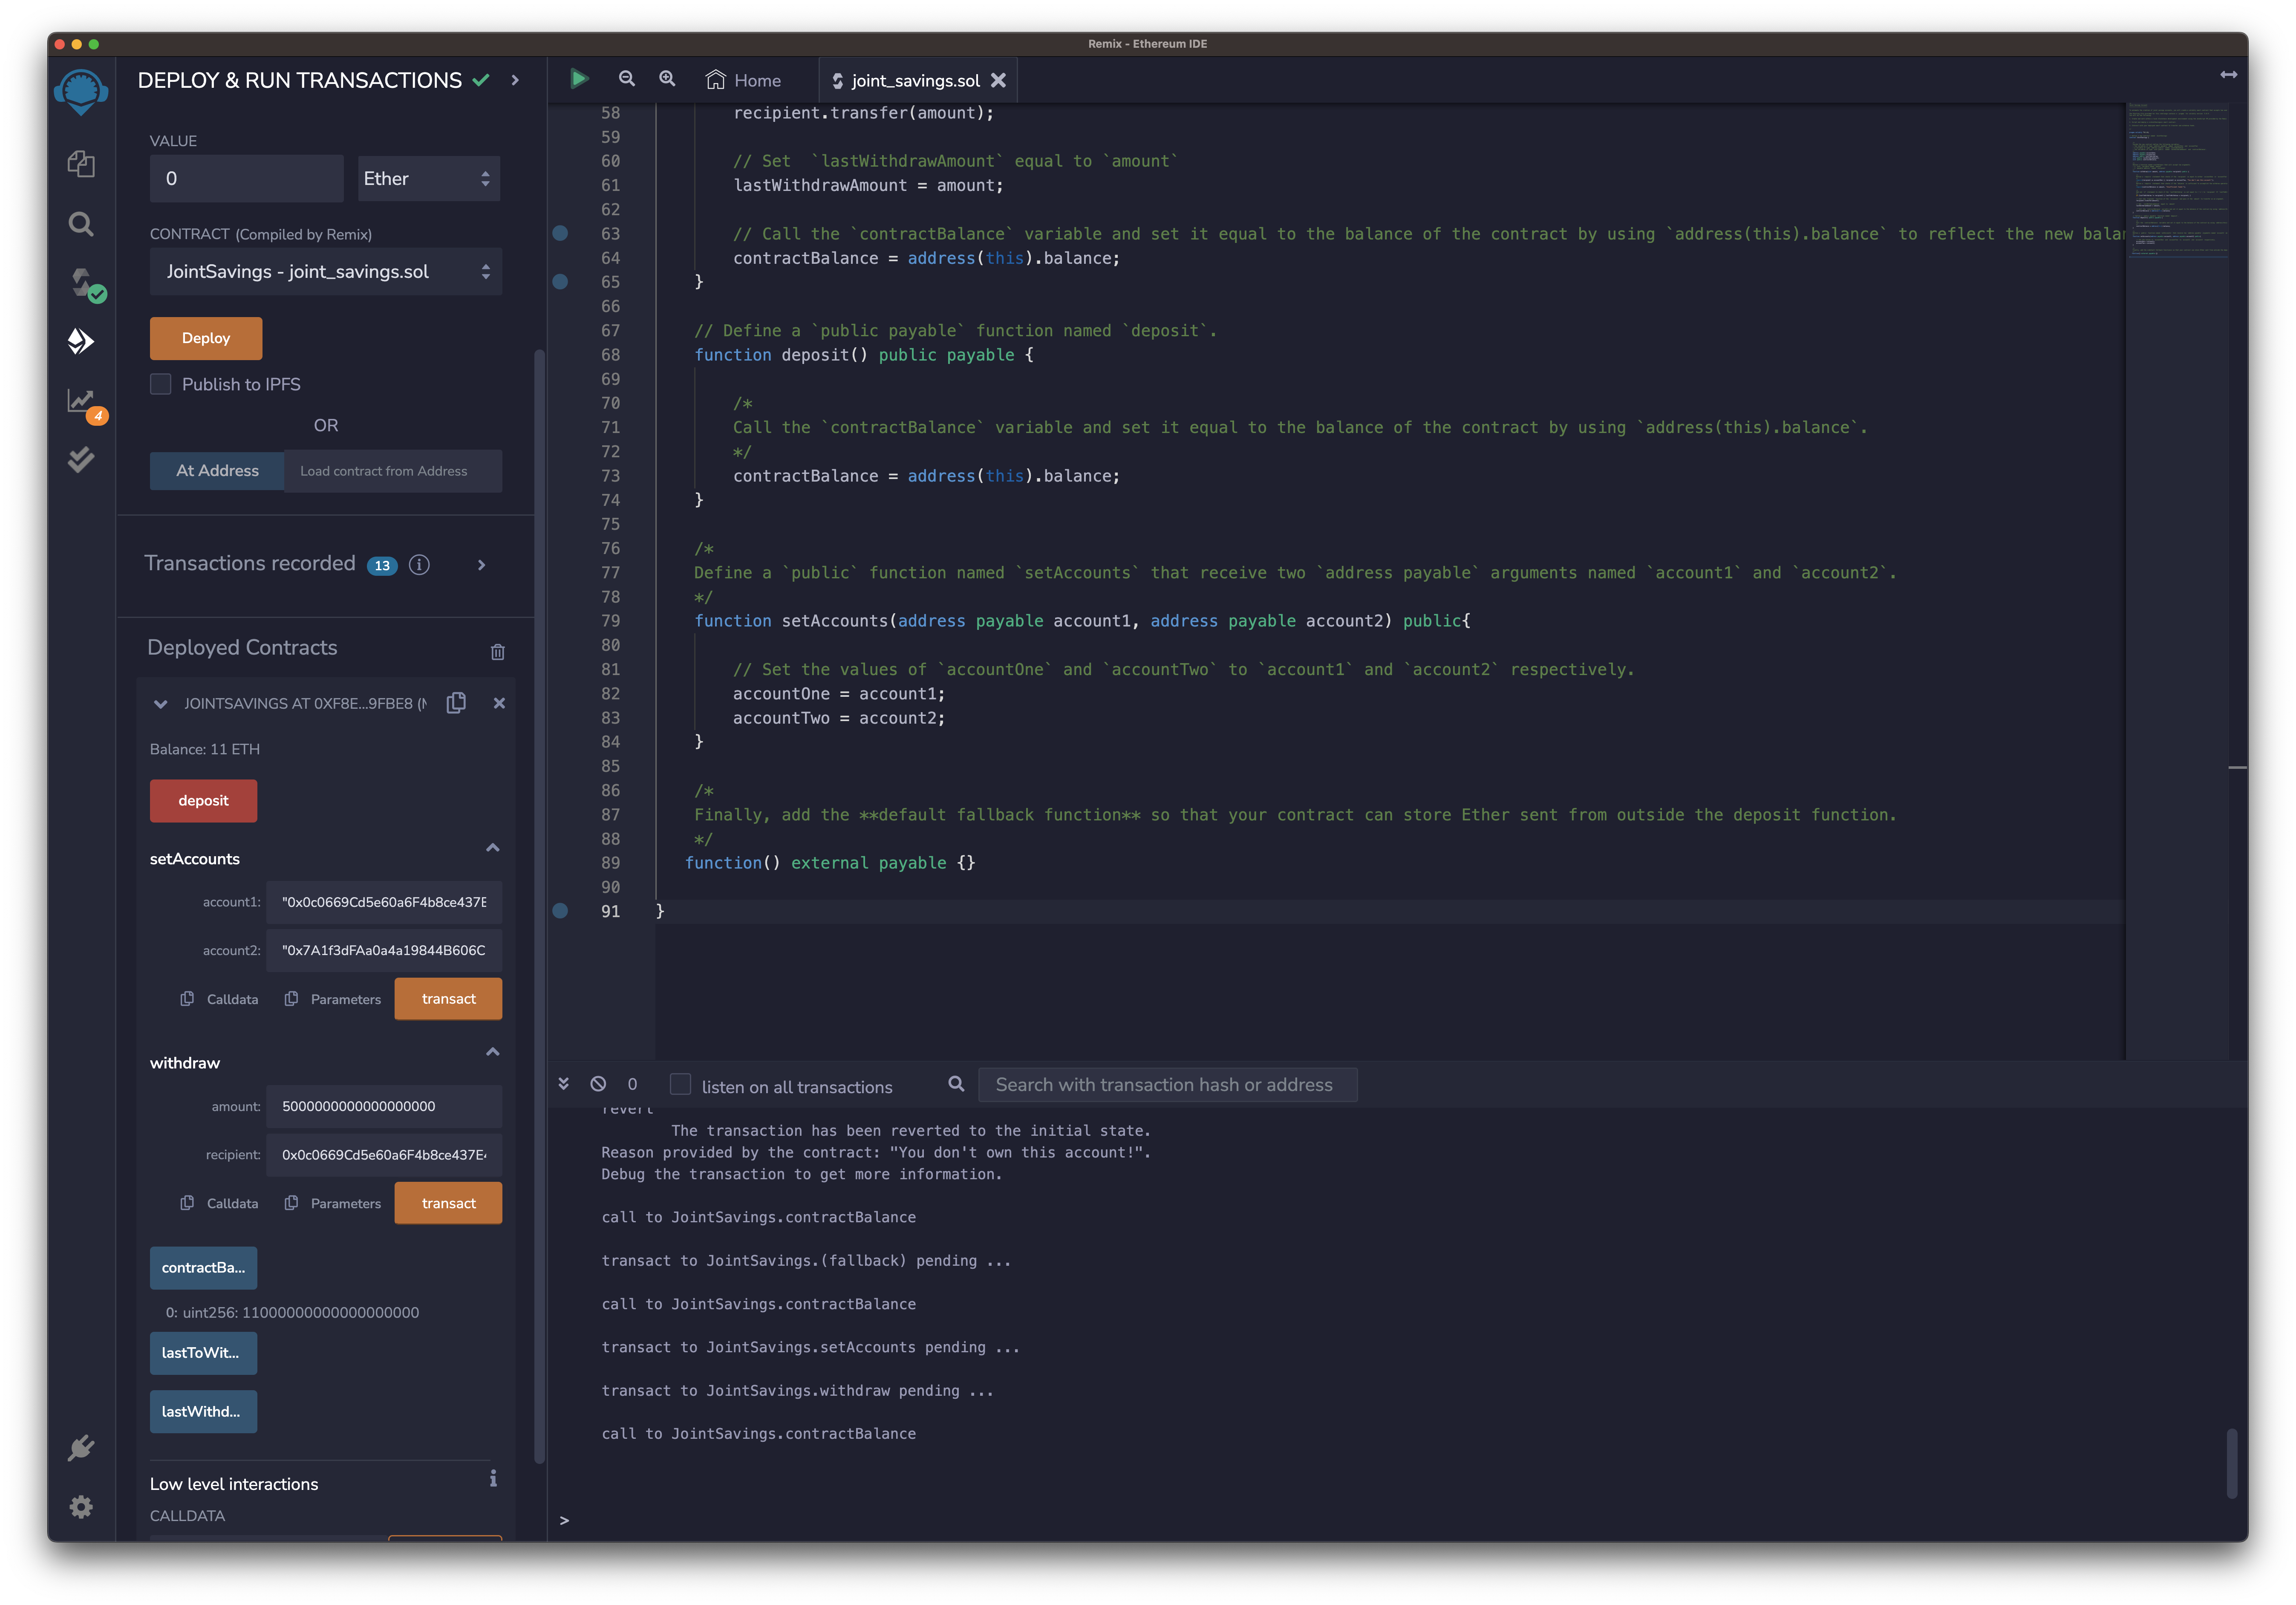 Remix - Ethereum IDE
DEPLOY & RUN TRANSACTIONS
VALUE
0
Ether
CONTRACT (Compiled by Remix)
JointSavings - joint_savings.sol
Deploy
Publish to IPFS
OR
At Address
Load contract from Address
Transactions recorded 13
Deployed Contracts
JOINTSAVINGS AT 0XF8E...9FBE8 (
Balance: 11 ETH
deposit
setAccounts
account1: "0x0c0669Cd5e60a6F4b8ce437E
account2: "0x7A1f3dFAa0a4a19844B606C
Calldata
Parameters
transact
withdraw
amount: 5000000000000000000
recipient: 0x0c0669Cd5e60a6F4b8ce437E4
Calldata
Parameters
transact
contractBa...
0: uint256: 11000000000000000000
lastToWit...
lastWithd...
Low level interactions
CALLDATA
4
Home
joint_savings.sol
58 recipient.transfer(amount);
59
60 // Set  `lastWithdrawAmount` equal to `amount`
61 lastWithdrawAmount = amount;
62
63 // Call the `contractBalance` variable and set it equal to the balance of the contract by using `address(this).balance` to reflect the new balan
64 contractBalance = address(this).balance;
65 }
66
67 // Define a `public payable` function named `deposit`.
68 function deposit() public payable {
69
70 /*
71 Call the `contractBalance` variable and set it equal to the balance of the contract by using `address(this).balance`.
72 */
73 contractBalance = address(this).balance;
74 }
75
76 /*
77 Define a `public` function named `setAccounts` that receive two `address payable` arguments named `account1` and `account2`.
78 */
79 function setAccounts(address payable account1, address payable account2) public{
80
81 // Set the values of `accountOne` and `accountTwo` to `account1` and `account2` respectively.
82 accountOne = account1;
83 accountTwo = account2;
84 }
85
86 /*
87 Finally, add the **default fallback function** so that your contract can store Ether sent from outside the deposit function.
88 */
89 function() external payable {}
90
91 }
0
listen on all transactions
Search with transaction hash or address
revert
The transaction has been reverted to the initial state.
Reason provided by the contract: "You don't own this account!".
Debug the transaction to get more information.
call to JointSavings.contractBalance
transact to JointSavings.(fallback) pending ...
call to JointSavings.contractBalance
transact to JointSavings.setAccounts pending ...
transact to JointSavings.withdraw pending ...
call to JointSavings.contractBalance
>